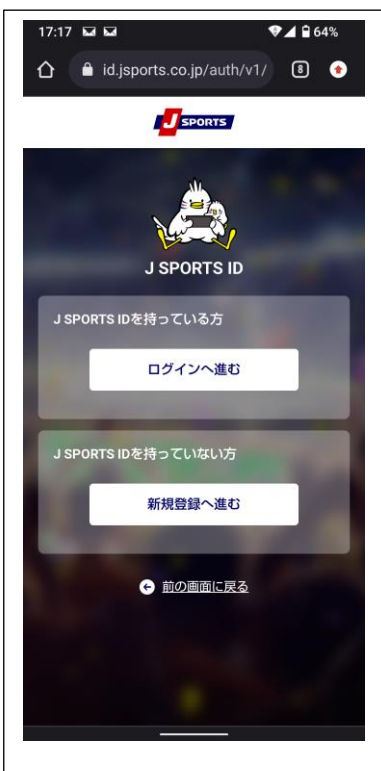 17:17 64%
id.jsports.co.jp/auth/v1/ 8
J SPORTS
J SPORTS ID
J SPORTS IDを持っている方
ログインへ進む
J SPORTS IDを持っていない方
新規登録へ進む
前の画面に戻る